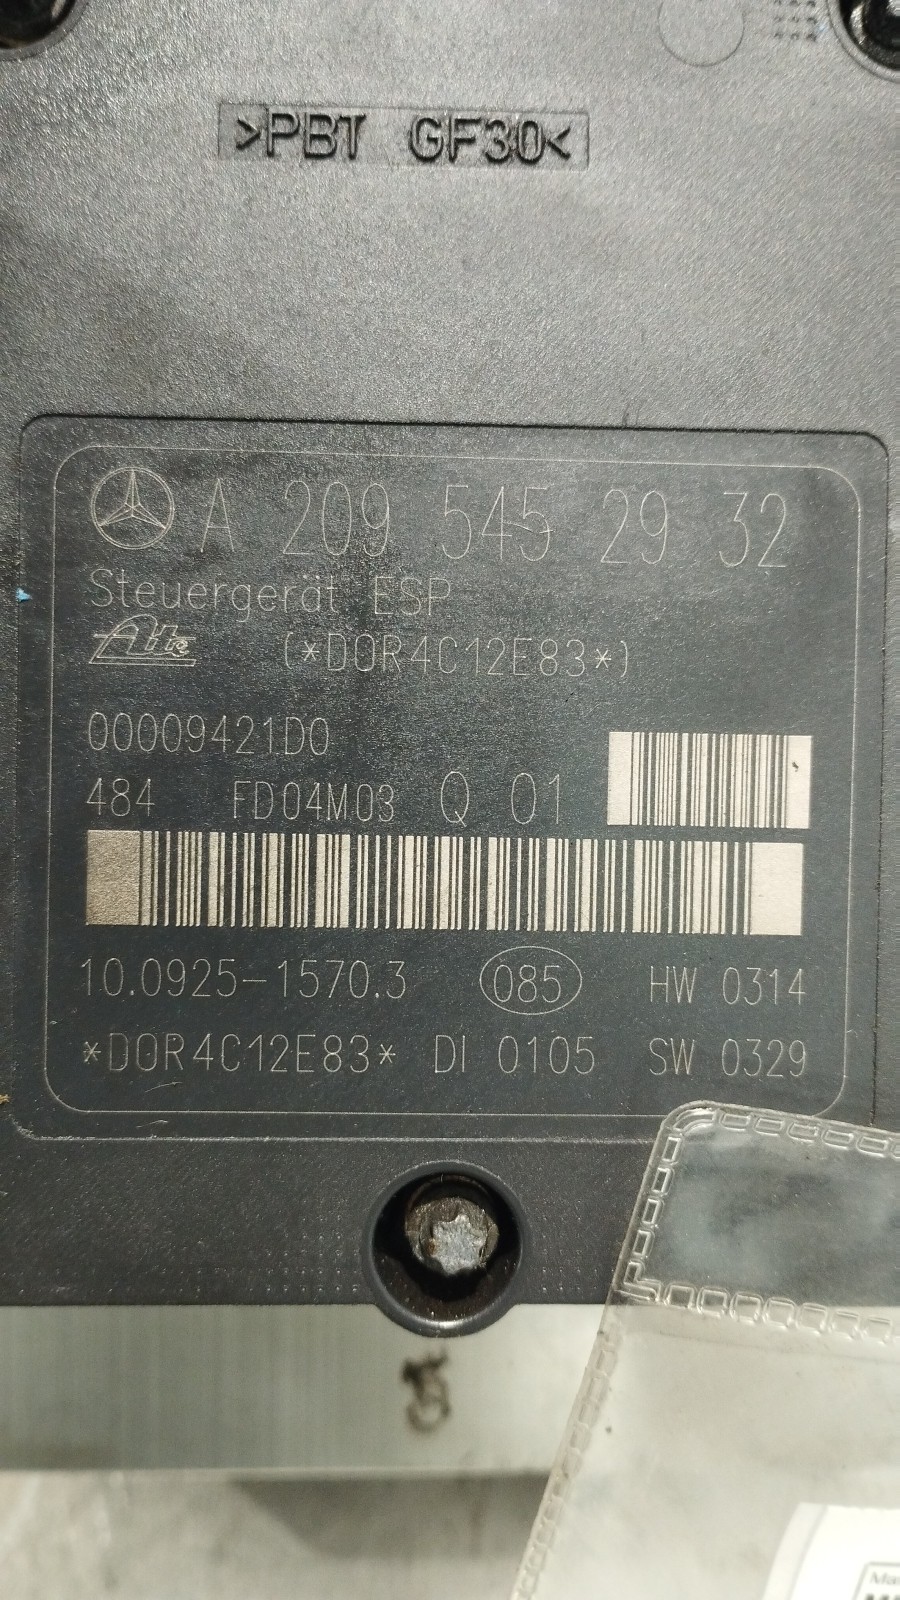 >PBT GF30<
A 209 545 29 32
Steuergerät ESP
Ate (*D0R4C12E83*)
00009421D0
484 FD04M03 Q 01
10.0925-1570.3 085 HW 0314
*D0R4C12E83* DI 0105 SW 0329